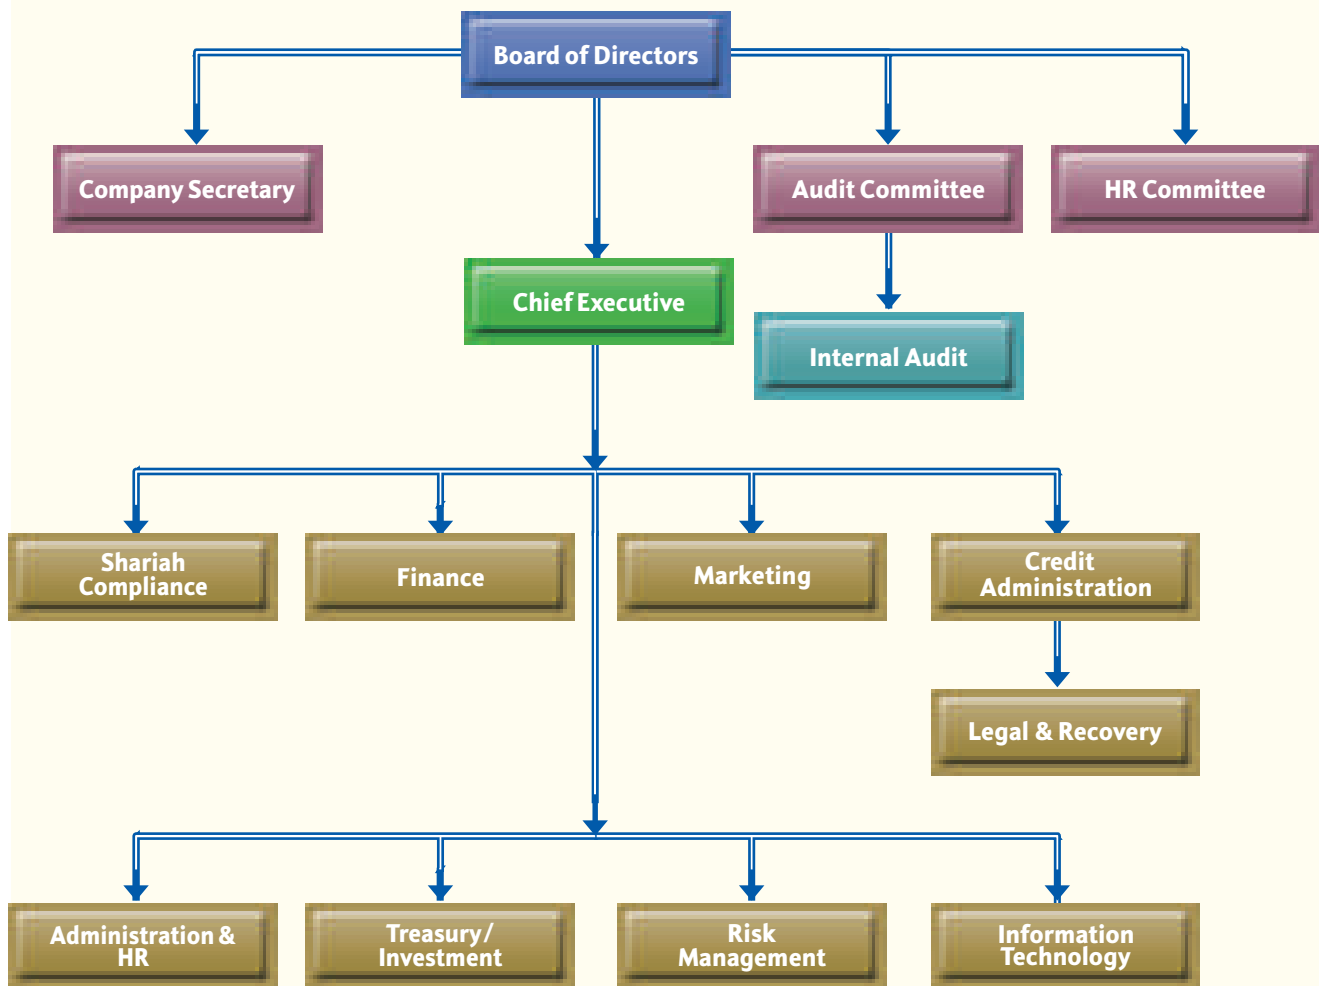 Board of Directors
Company Secretary
Audit Committee
HR Committee
Chief Executive
Internal Audit
Shariah
Compliance
Finance
Marketing
Credit
Administration
Legal & Recovery
Administration &
HR
Treasury/
Investment
Risk
Management
Information
Technology